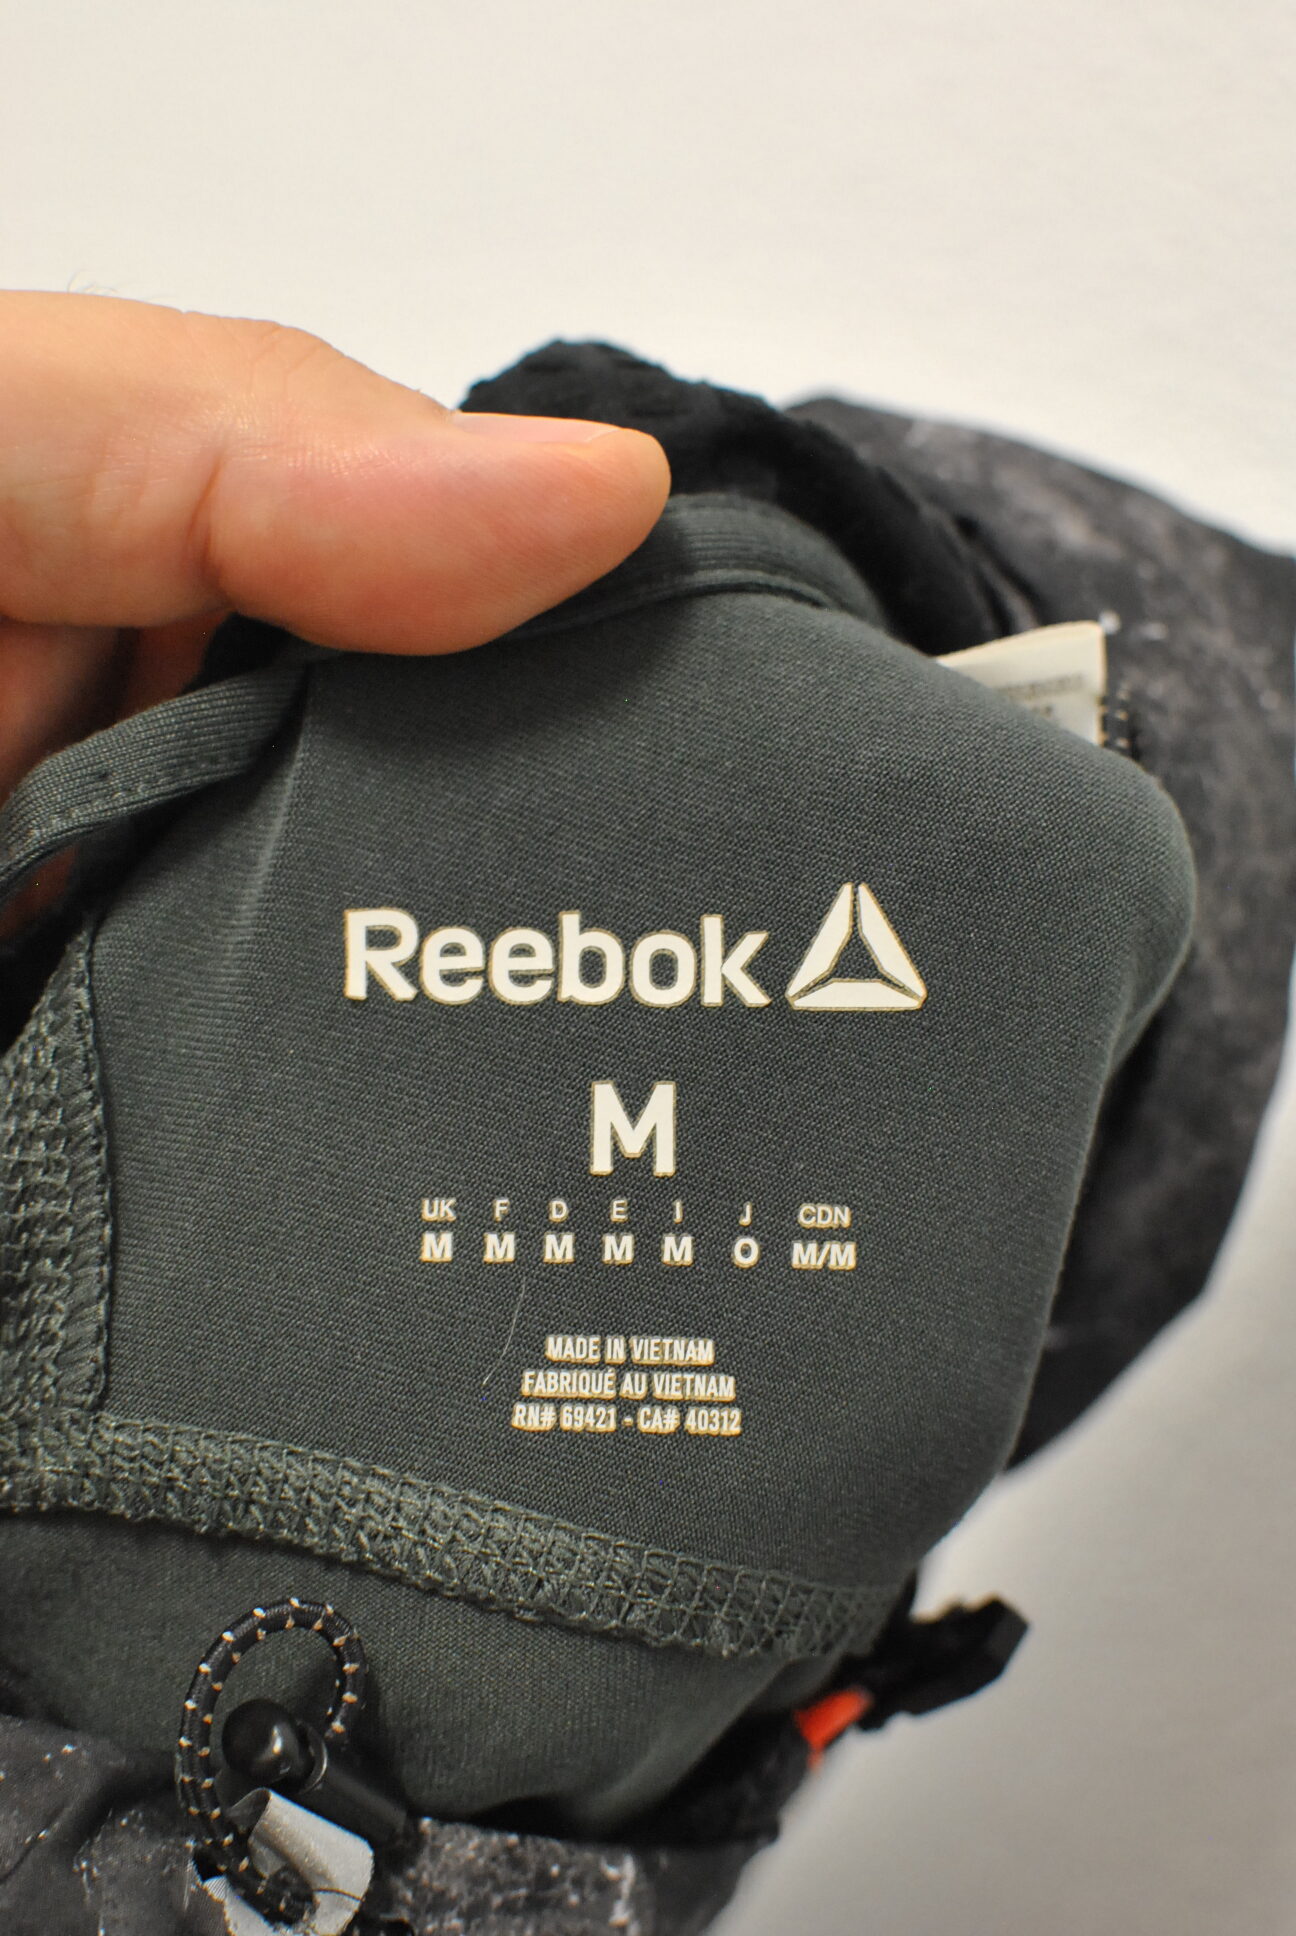 Reebok
M
UK F D E I J CDN
M M M M M O M/M
MADE IN VIETNAM
FABRIQUÉ AU VIETNAM
RN# 69421 - CA# 40312